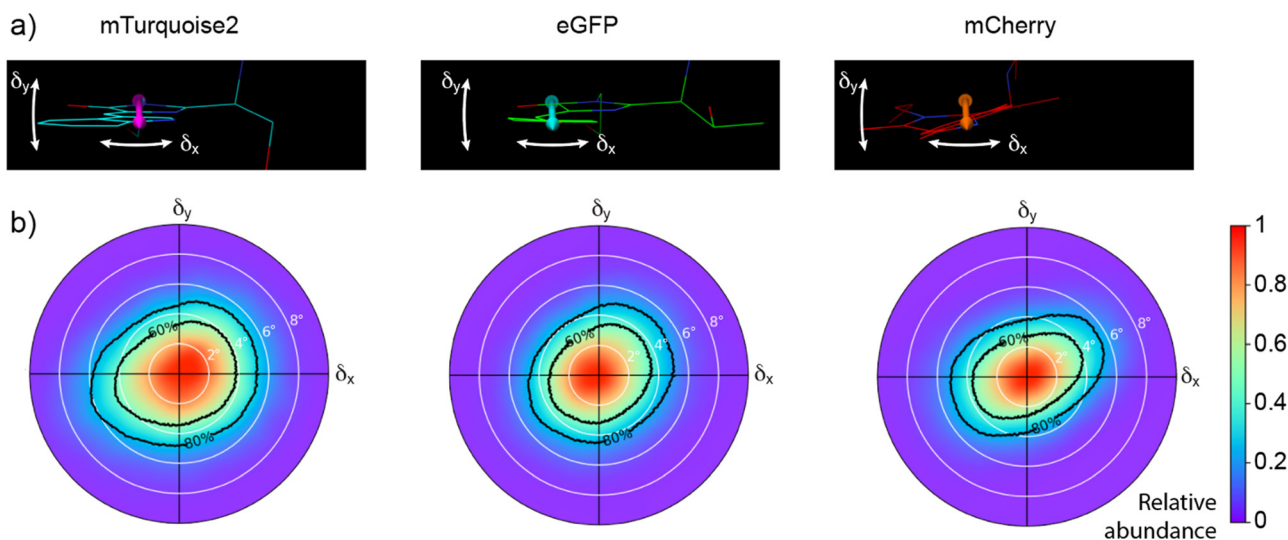 a)
mTurquoise2
eGFP
mCherry
δy
δx
δy
δx
δy
δx
b)
δy
60%
2°
4°
6°
8°
80%
δx
δy
60%
2°
4°
6°
8°
80%
δx
δy
60%
2°
4°
6°
8°
80%
δx
1
0.8
0.6
0.4
0.2
0
Relative
abundance